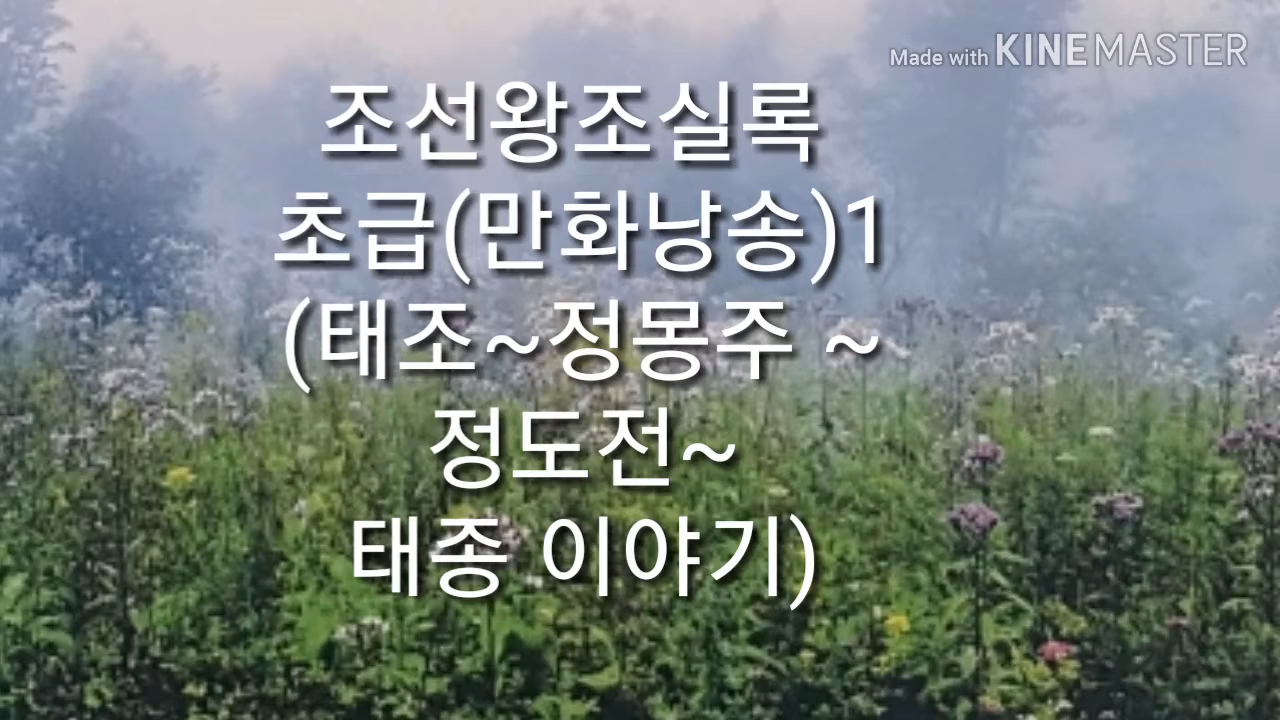 Made with KINEMASTER
조선왕조실록
초급(만화낭송)1
(태조~정몽주 ~
정도전~
태종 이야기)